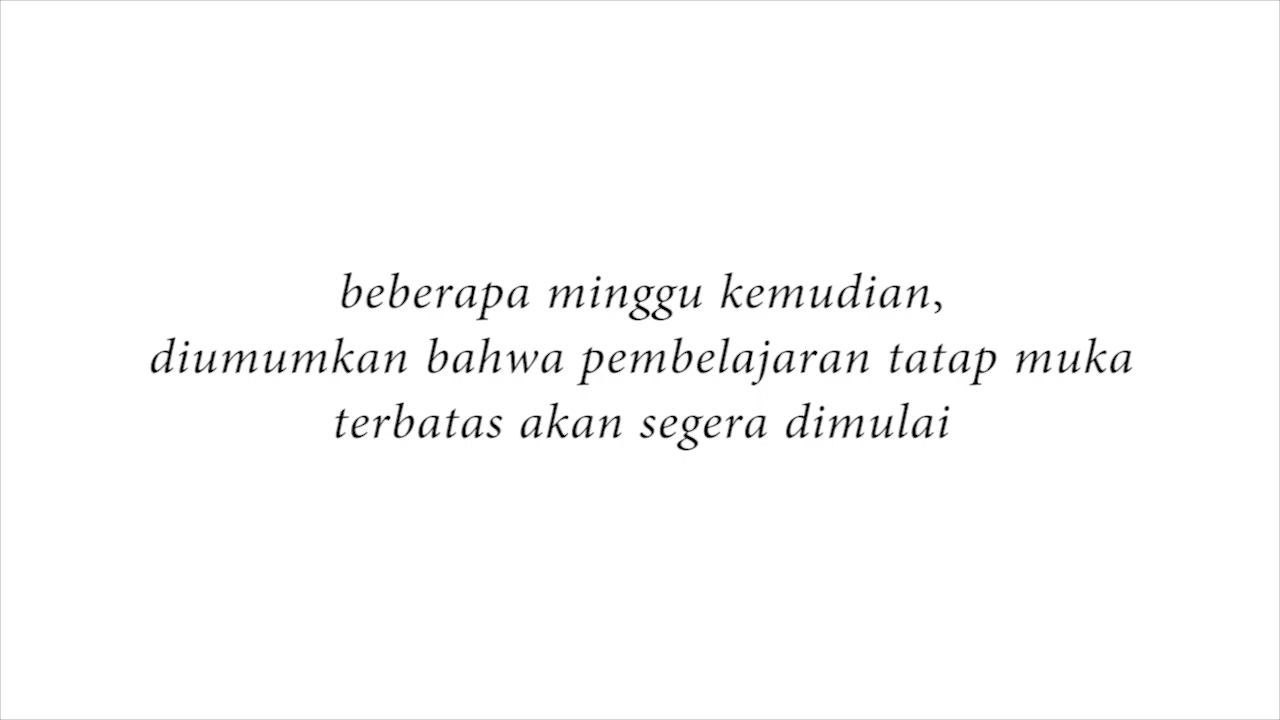 beberapa minggu kemudian,
diumumkan bahwa pembelajaran tatap muka
terbatas akan segera dimulai